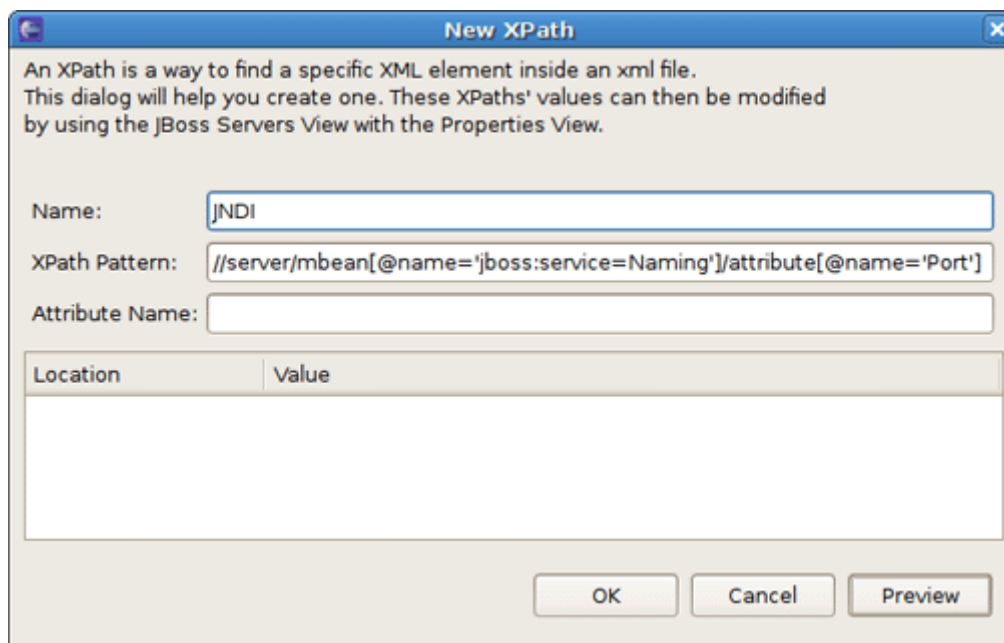 New XPath
An XPath is a way to find a specific XML element inside an xml file.
This dialog will help you create one. These XPaths' values can then be modified
by using the JBoss Servers View with the Properties View.
Name: JNDI
XPath Pattern: //server/mbean[@name='jboss:service=Naming']/attribute[@name='Port']
Attribute Name:
Location Value
OK Cancel Preview